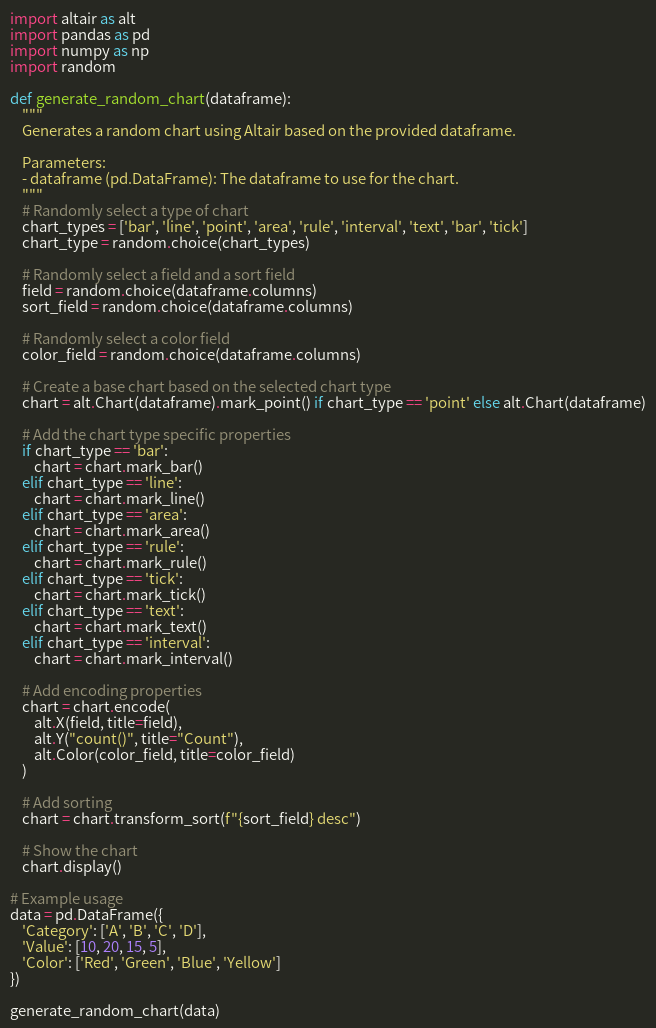 import altair as alt
import pandas as pd
import numpy as np
import random

def generate_random_chart(dataframe):
    """
    Generates a random chart using Altair based on the provided dataframe.

    Parameters:
    - dataframe (pd.DataFrame): The dataframe to use for the chart.
    """
    # Randomly select a type of chart
    chart_types = ['bar', 'line', 'point', 'area', 'rule', 'interval', 'text', 'bar', 'tick']
    chart_type = random.choice(chart_types)

    # Randomly select a field and a sort field
    field = random.choice(dataframe.columns)
    sort_field = random.choice(dataframe.columns)

    # Randomly select a color field
    color_field = random.choice(dataframe.columns)

    # Create a base chart based on the selected chart type
    chart = alt.Chart(dataframe).mark_point() if chart_type == 'point' else alt.Chart(dataframe)

    # Add the chart type specific properties
    if chart_type == 'bar':
        chart = chart.mark_bar()
    elif chart_type == 'line':
        chart = chart.mark_line()
    elif chart_type == 'area':
        chart = chart.mark_area()
    elif chart_type == 'rule':
        chart = chart.mark_rule()
    elif chart_type == 'tick':
        chart = chart.mark_tick()
    elif chart_type == 'text':
        chart = chart.mark_text()
    elif chart_type == 'interval':
        chart = chart.mark_interval()

    # Add encoding properties
    chart = chart.encode(
        alt.X(field, title=field),
        alt.Y("count()", title="Count"),
        alt.Color(color_field, title=color_field)
    )

    # Add sorting
    chart = chart.transform_sort(f"{sort_field} desc")

    # Show the chart
    chart.display()

# Example usage
data = pd.DataFrame({
    'Category': ['A', 'B', 'C', 'D'],
    'Value': [10, 20, 15, 5],
    'Color': ['Red', 'Green', 'Blue', 'Yellow']
})

generate_random_chart(data)